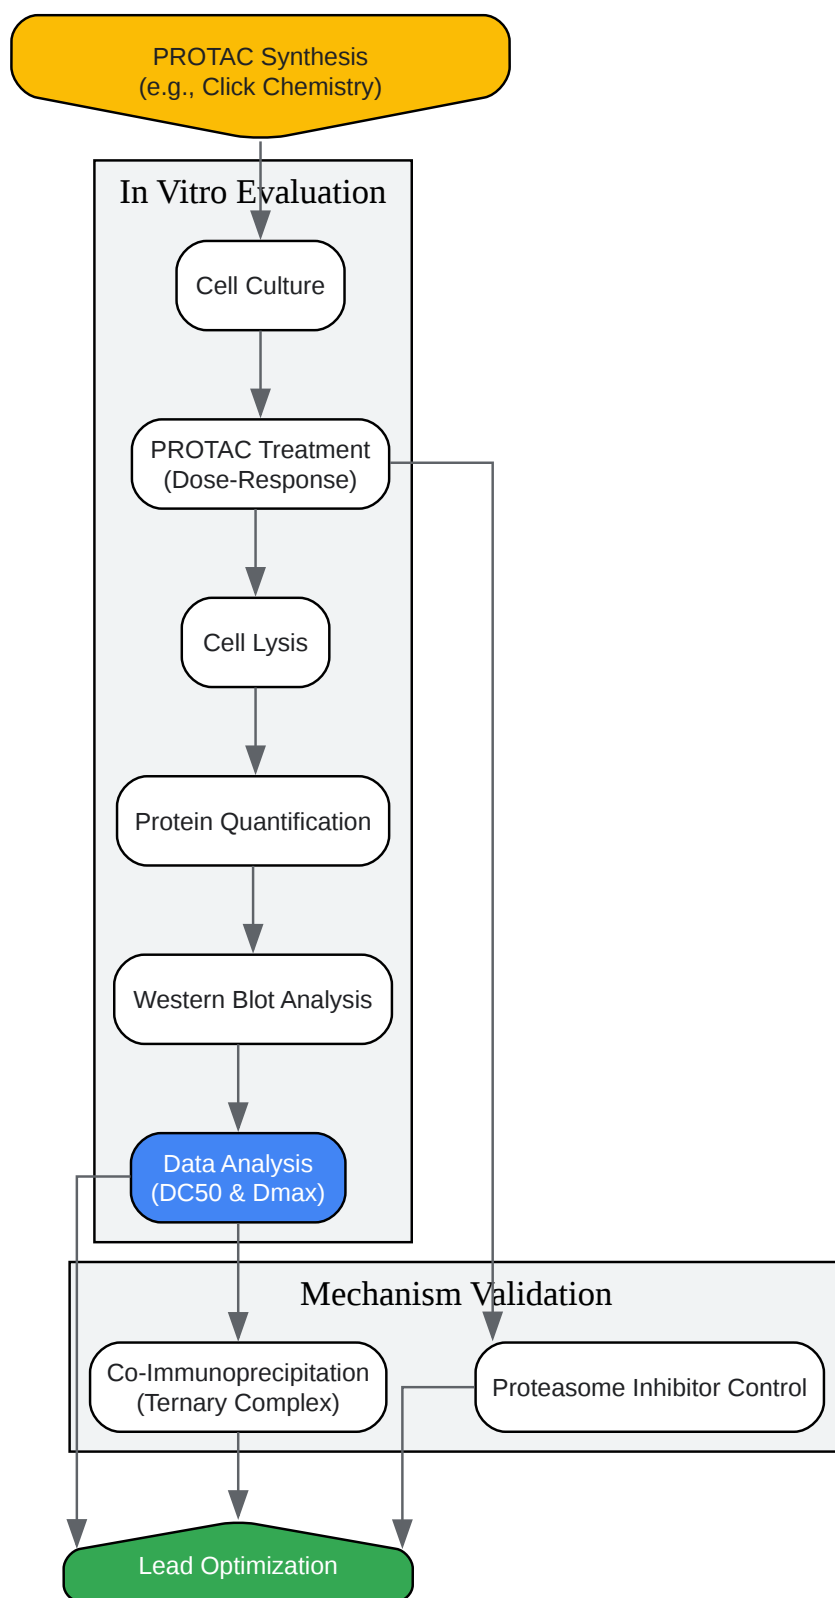 PROTAC Synthesis
(e.g., Click Chemistry)
In Vitro Evaluation
Cell Culture
PROTAC Treatment
(Dose-Response)
Cell Lysis
Protein Quantification
Western Blot Analysis
Data Analysis
(DC50 & Dmax)
Mechanism Validation
Co-Immunoprecipitation
(Ternary Complex)
Proteasome Inhibitor Control
Lead Optimization